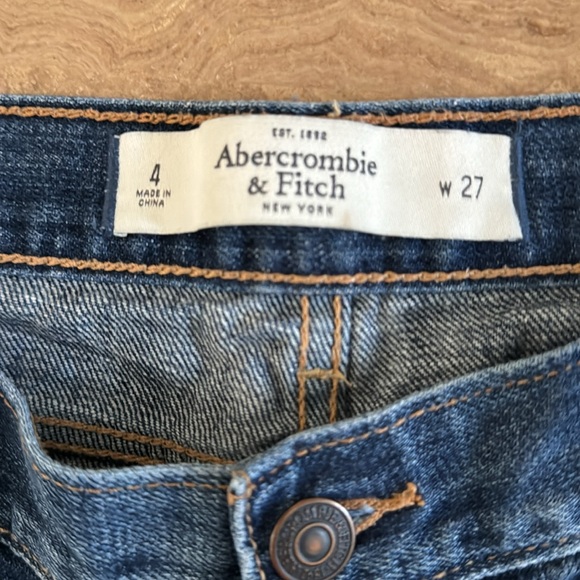 EST. 1892
Abercrombie
& Fitch
NEW YORK
4
MADE IN
CHINA
W 27